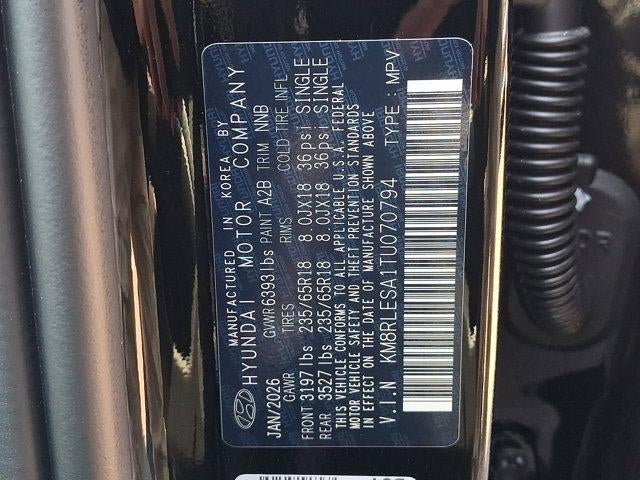 MANUFACTURED IN KOREA BY
HYUNDAI MOTOR COMPANY
JAN/2026 GVWR 6393 lbs PAINT A2B TRIM NNB
GAWR TIRES RIMS COLD TIRE INFL
FRONT 3197 lbs 235/65R18 8.0JX18 36psi SINGLE
REAR 3527 lbs 235/65R18 8.0JX18 36psi SINGLE
THIS VEHICLE CONFORMS TO ALL APPLICABLE U.S.A. FEDERAL
MOTOR VEHICLE SAFETY AND THEFT PREVENTION STANDARDS
IN EFFECT ON THE DATE OF MANUFACTURE SHOWN ABOVE
V.I.N KM8RLESA1TU070794 TYPE : MPV